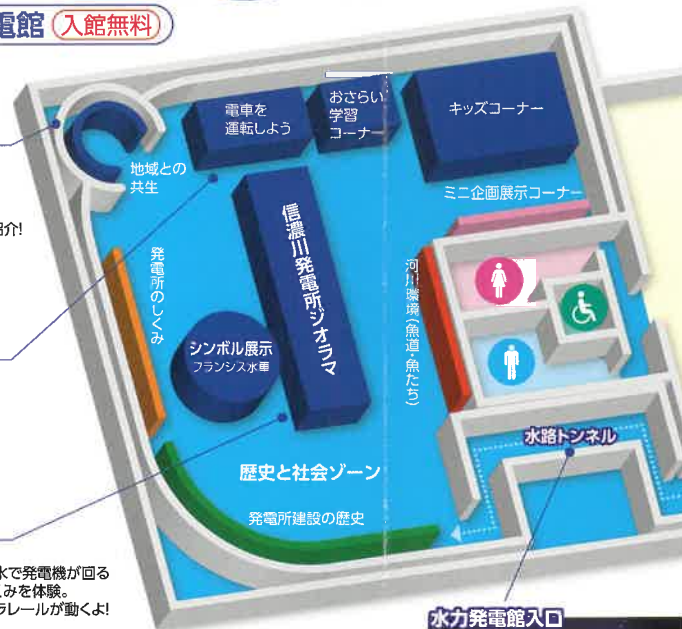 電館 入館無料
電車を
運転しよう
おさらい
学習
コーナー
キッズコーナー
地域との
共生
ミニ企画展示コーナー
介!
発電所のしくみ
信濃川発電所ジオラマ
河川環境(魚道・魚たち)
シンボル展示
フランシス水車
水路トンネル
歴史と社会ゾーン
発電所建設の歴史
水で発電機が回る
くみを体験。
ラレールが動くよ!
水力発電館入口